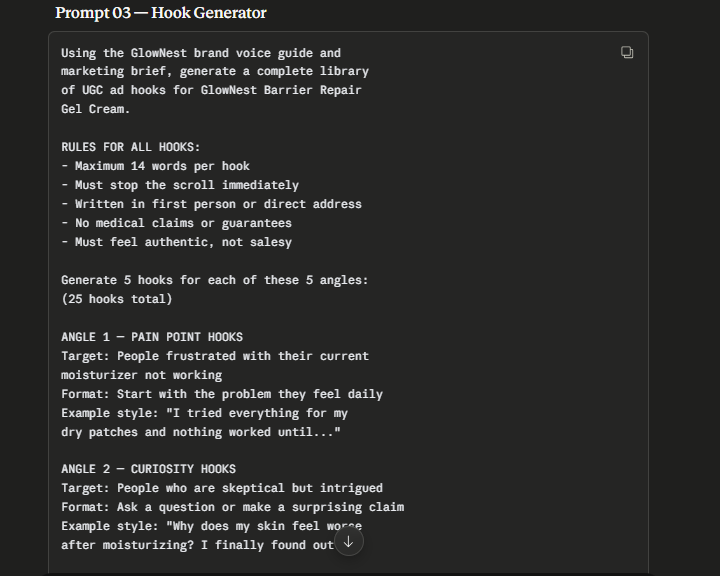 Prompt 03 — Hook Generator
Using the GlowNest brand voice guide and
marketing brief, generate a complete library
of UGC ad hooks for GlowNest Barrier Repair
Gel Cream.
RULES FOR ALL HOOKS:
- Maximum 14 words per hook
- Must stop the scroll immediately
- Written in first person or direct address
- No medical claims or guarantees
- Must feel authentic, not salesy
Generate 5 hooks for each of these 5 angles:
(25 hooks total)
ANGLE 1 — PAIN POINT HOOKS
Target: People frustrated with their current
moisturizer not working
Format: Start with the problem they feel daily
Example style: "I tried everything for my
dry patches and nothing worked until..."
ANGLE 2 — CURIOSITY HOOKS
Target: People who are skeptical but intrigued
Format: Ask a question or make a surprising claim
Example style: "Why does my skin feel worse
after moisturizing? I finally found out